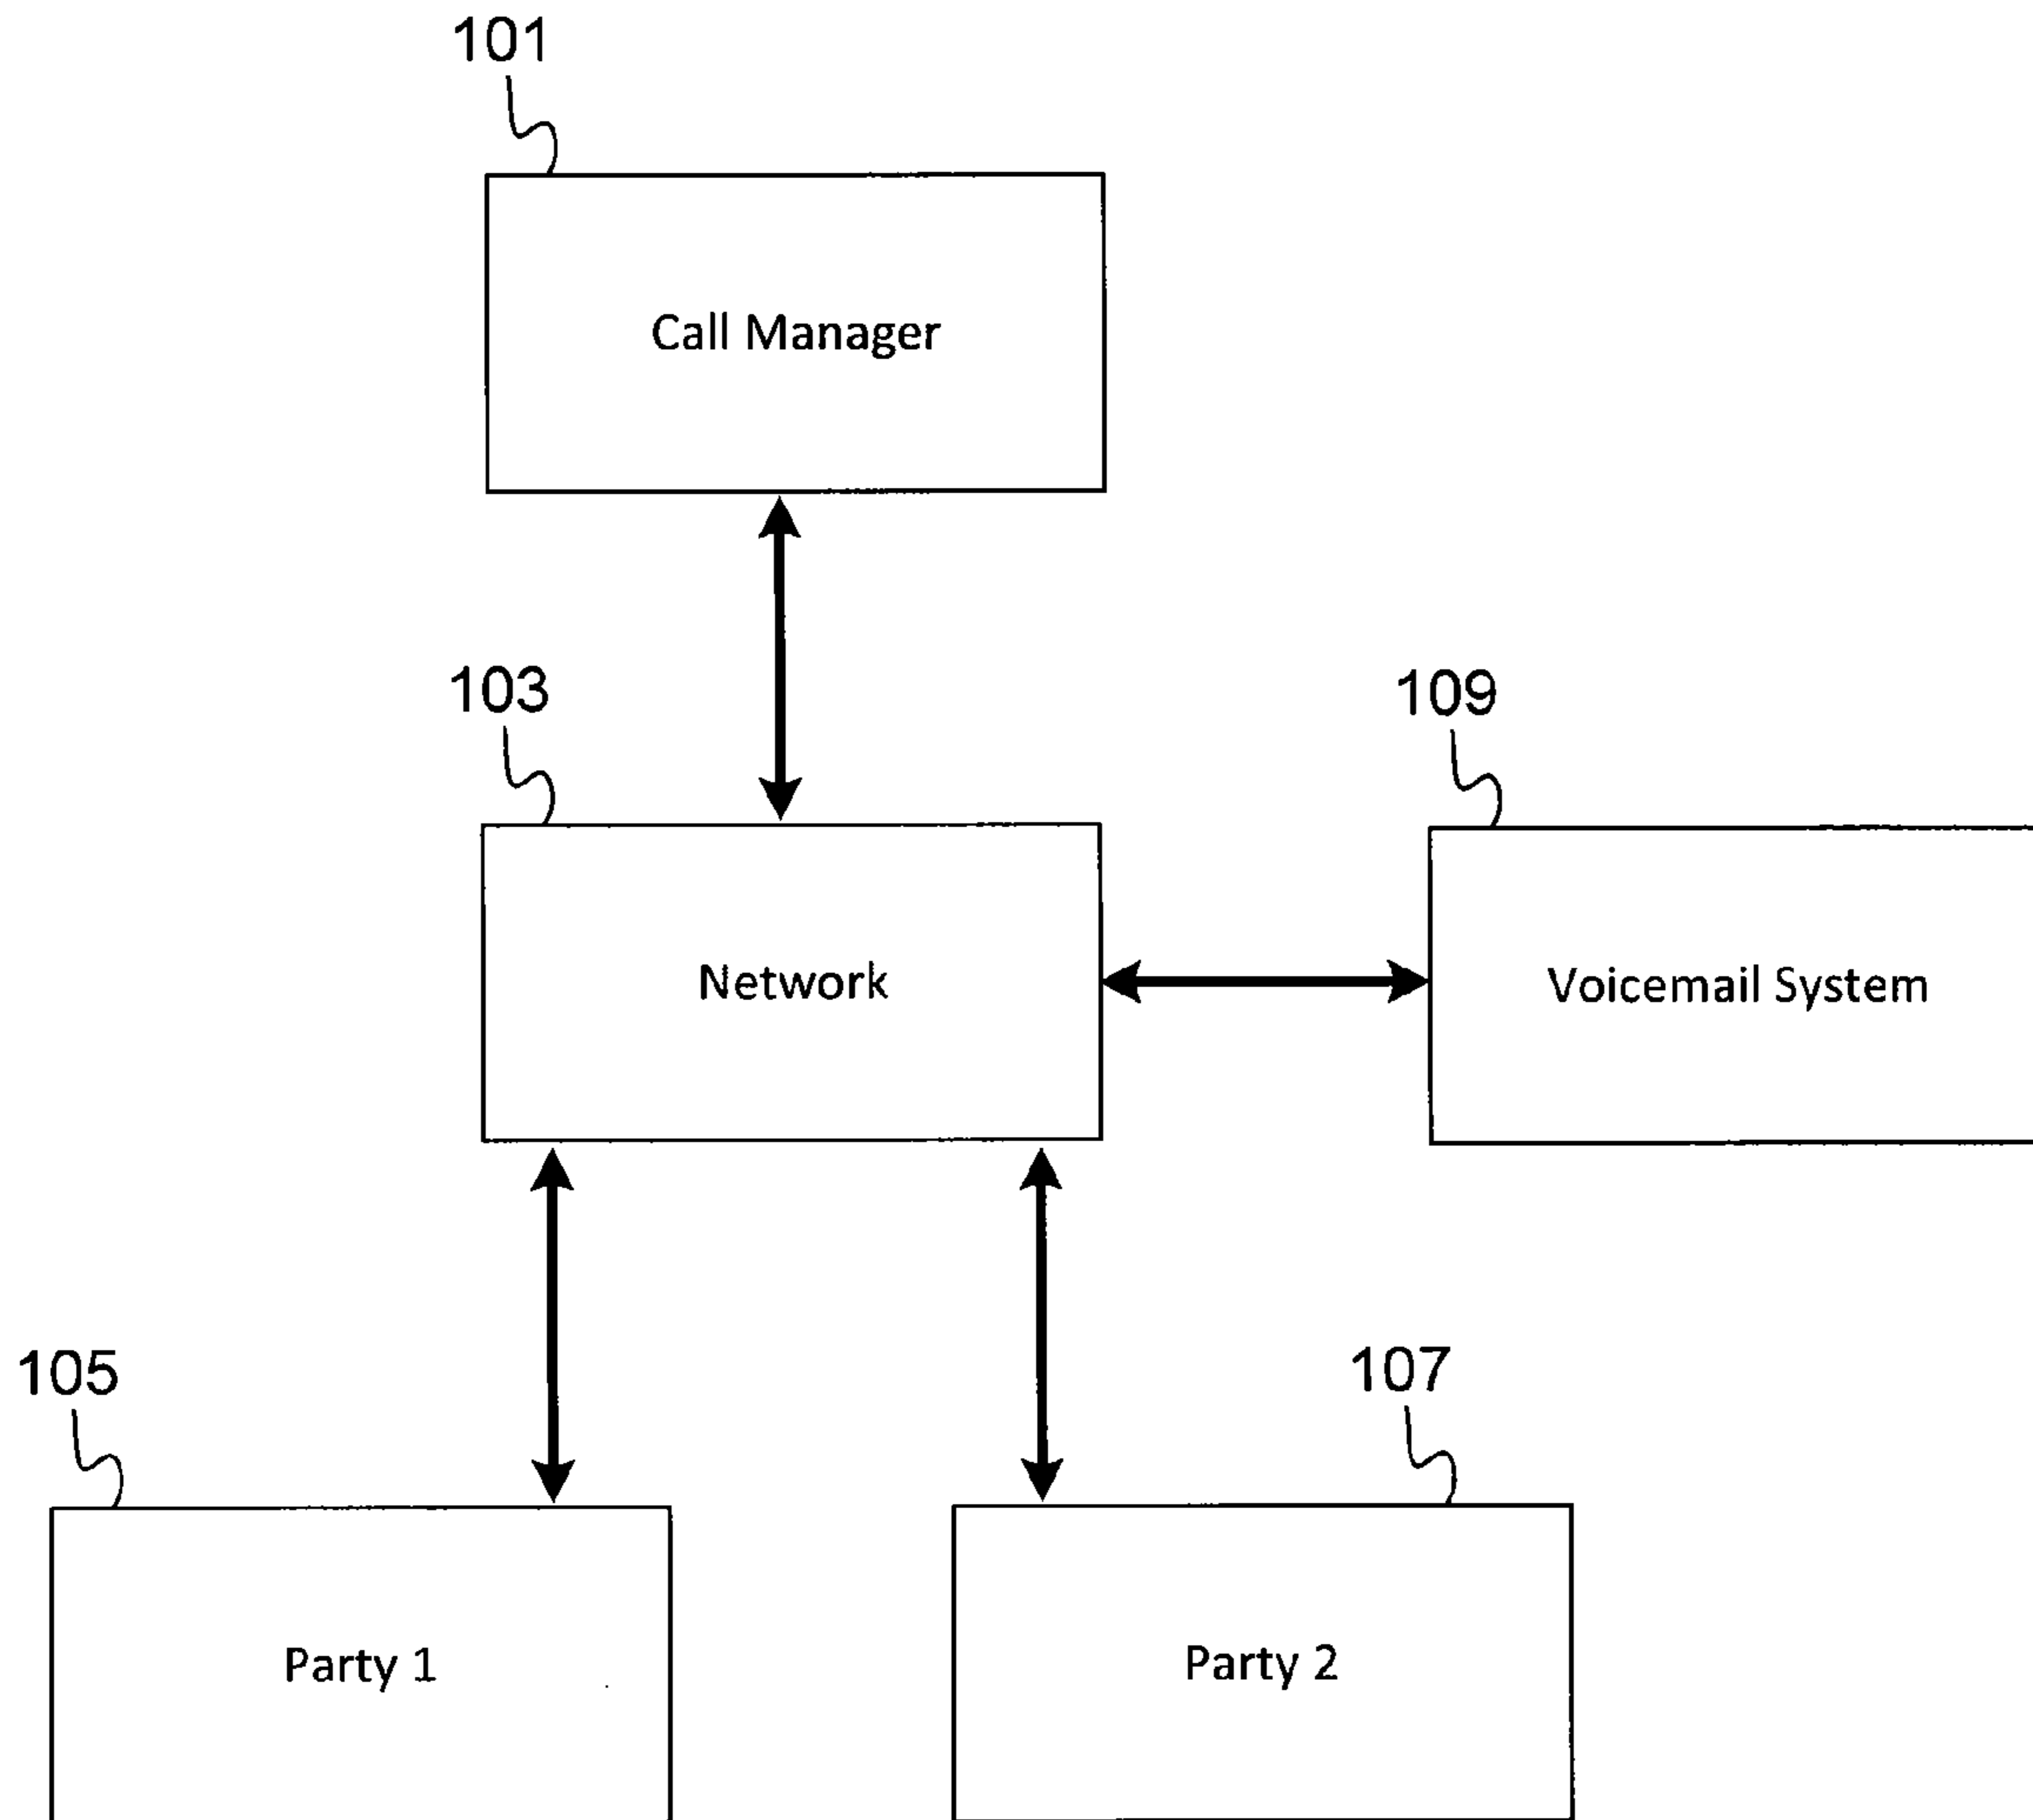 101
Call Manager
103
109
Network
Voicemail System
105
107
Party 1
Party 2